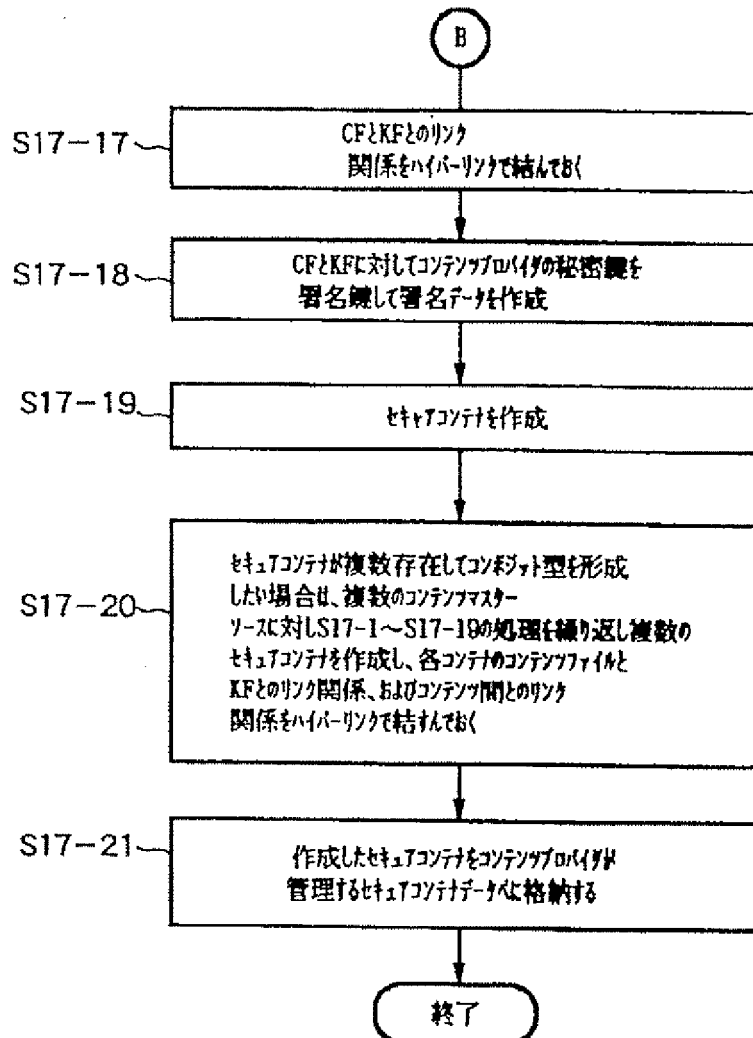 B
S17-17
CFとKFとのリンク
関係をハイパーリンクで結んでおく
S17-18
CFとKFに対してコンテンツプロバイダの秘密鍵を
署名鍵して署名データを作成
S17-19
セキャアコンテナを作成
S17-20
セキュアコンテナが複数存在してコンポジット型を形成
したい場合は、複数のコンテンツマスター
ソースに対しS17-1〜S17-19の処理を繰り返し複数の
セキュアコンテナを作成し、各コンテナのコンテンツファイルと
KFとのリンク関係、およびコンテンツ間とのリンク
関係をハイパーリンクで結すんでおく
S17-21
作成したセキュアコンテナをコンテンツプロバイダが
管理するセキュアコンテナデータベに格納する
終了